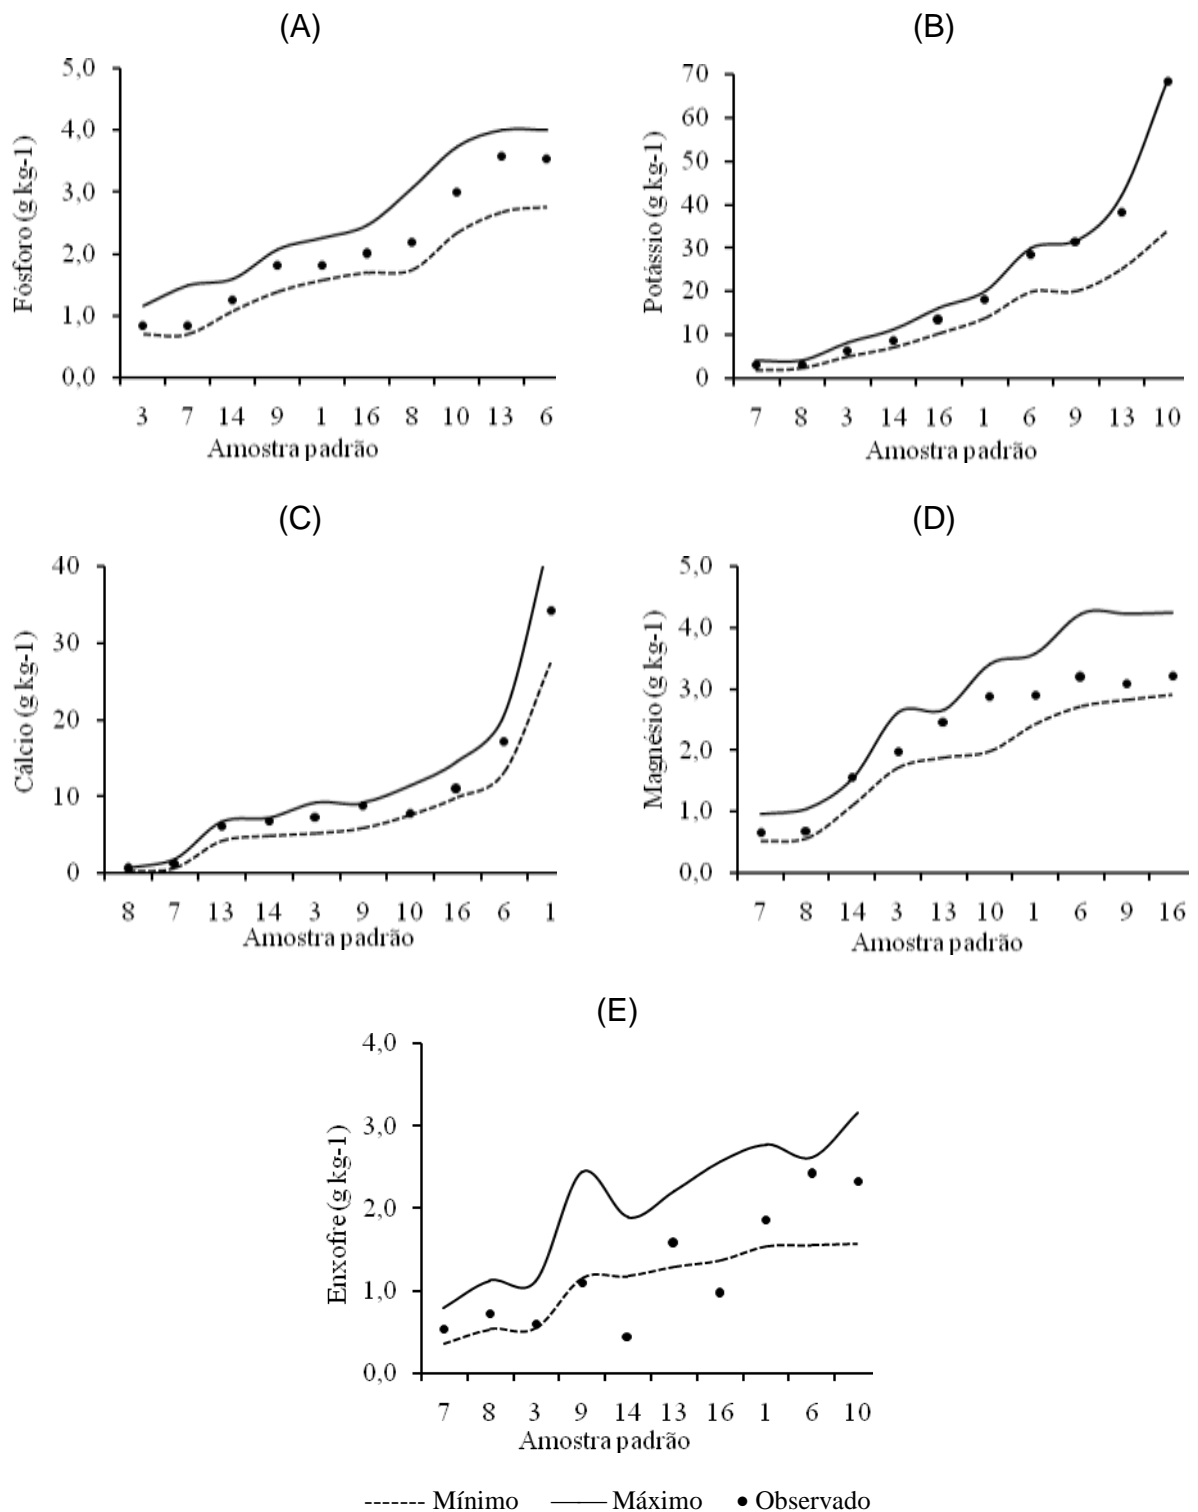 (A)
5,0
4,0
3,0
2,0
1,0
0,0
Fósforo (g kg-1)
3 7 14 9 1 16 8 10 13 6
Amostra padrão
(B)
70
60
50
40
30
20
10
0
Potássio (g kg-1)
7 8 3 14 16 1 6 9 13 10
Amostra padrão
(C)
40
30
20
10
0
Cálcio (g kg-1)
8 7 13 14 3 9 10 16 6 1
Amostra padrão
(D)
5,0
4,0
3,0
2,0
1,0
0,0
Magnésio (g kg-1)
7 8 14 3 13 10 1 6 9 16
Amostra padrão
(E)
4,0
3,0
2,0
1,0
0,0
Enxofre (g kg-1)
7 8 3 9 14 13 16 1 6 10
Amostra padrão
Mínimo Máximo Observado